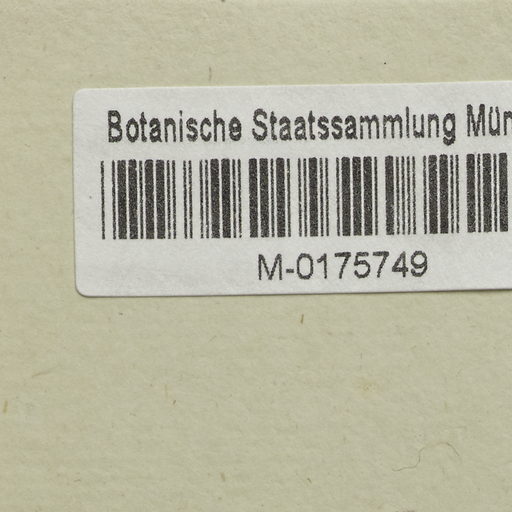 Botanische Staatssammlung Mün
M-0175749